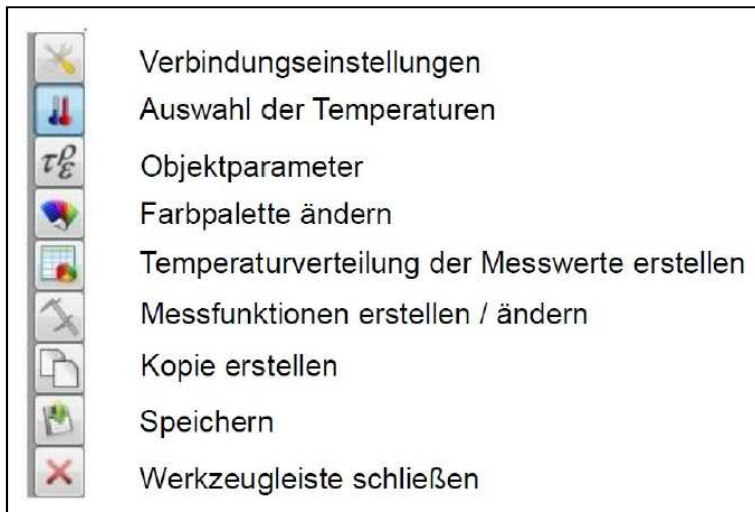 Verbindungseinstellungen
Auswahl der Temperaturen
τρε Objektparameter
Farbpalette ändern
Temperaturverteilung der Messwerte erstellen
Messfunktionen erstellen / ändern
Kopie erstellen
Speichern
Werkzeugleiste schließen